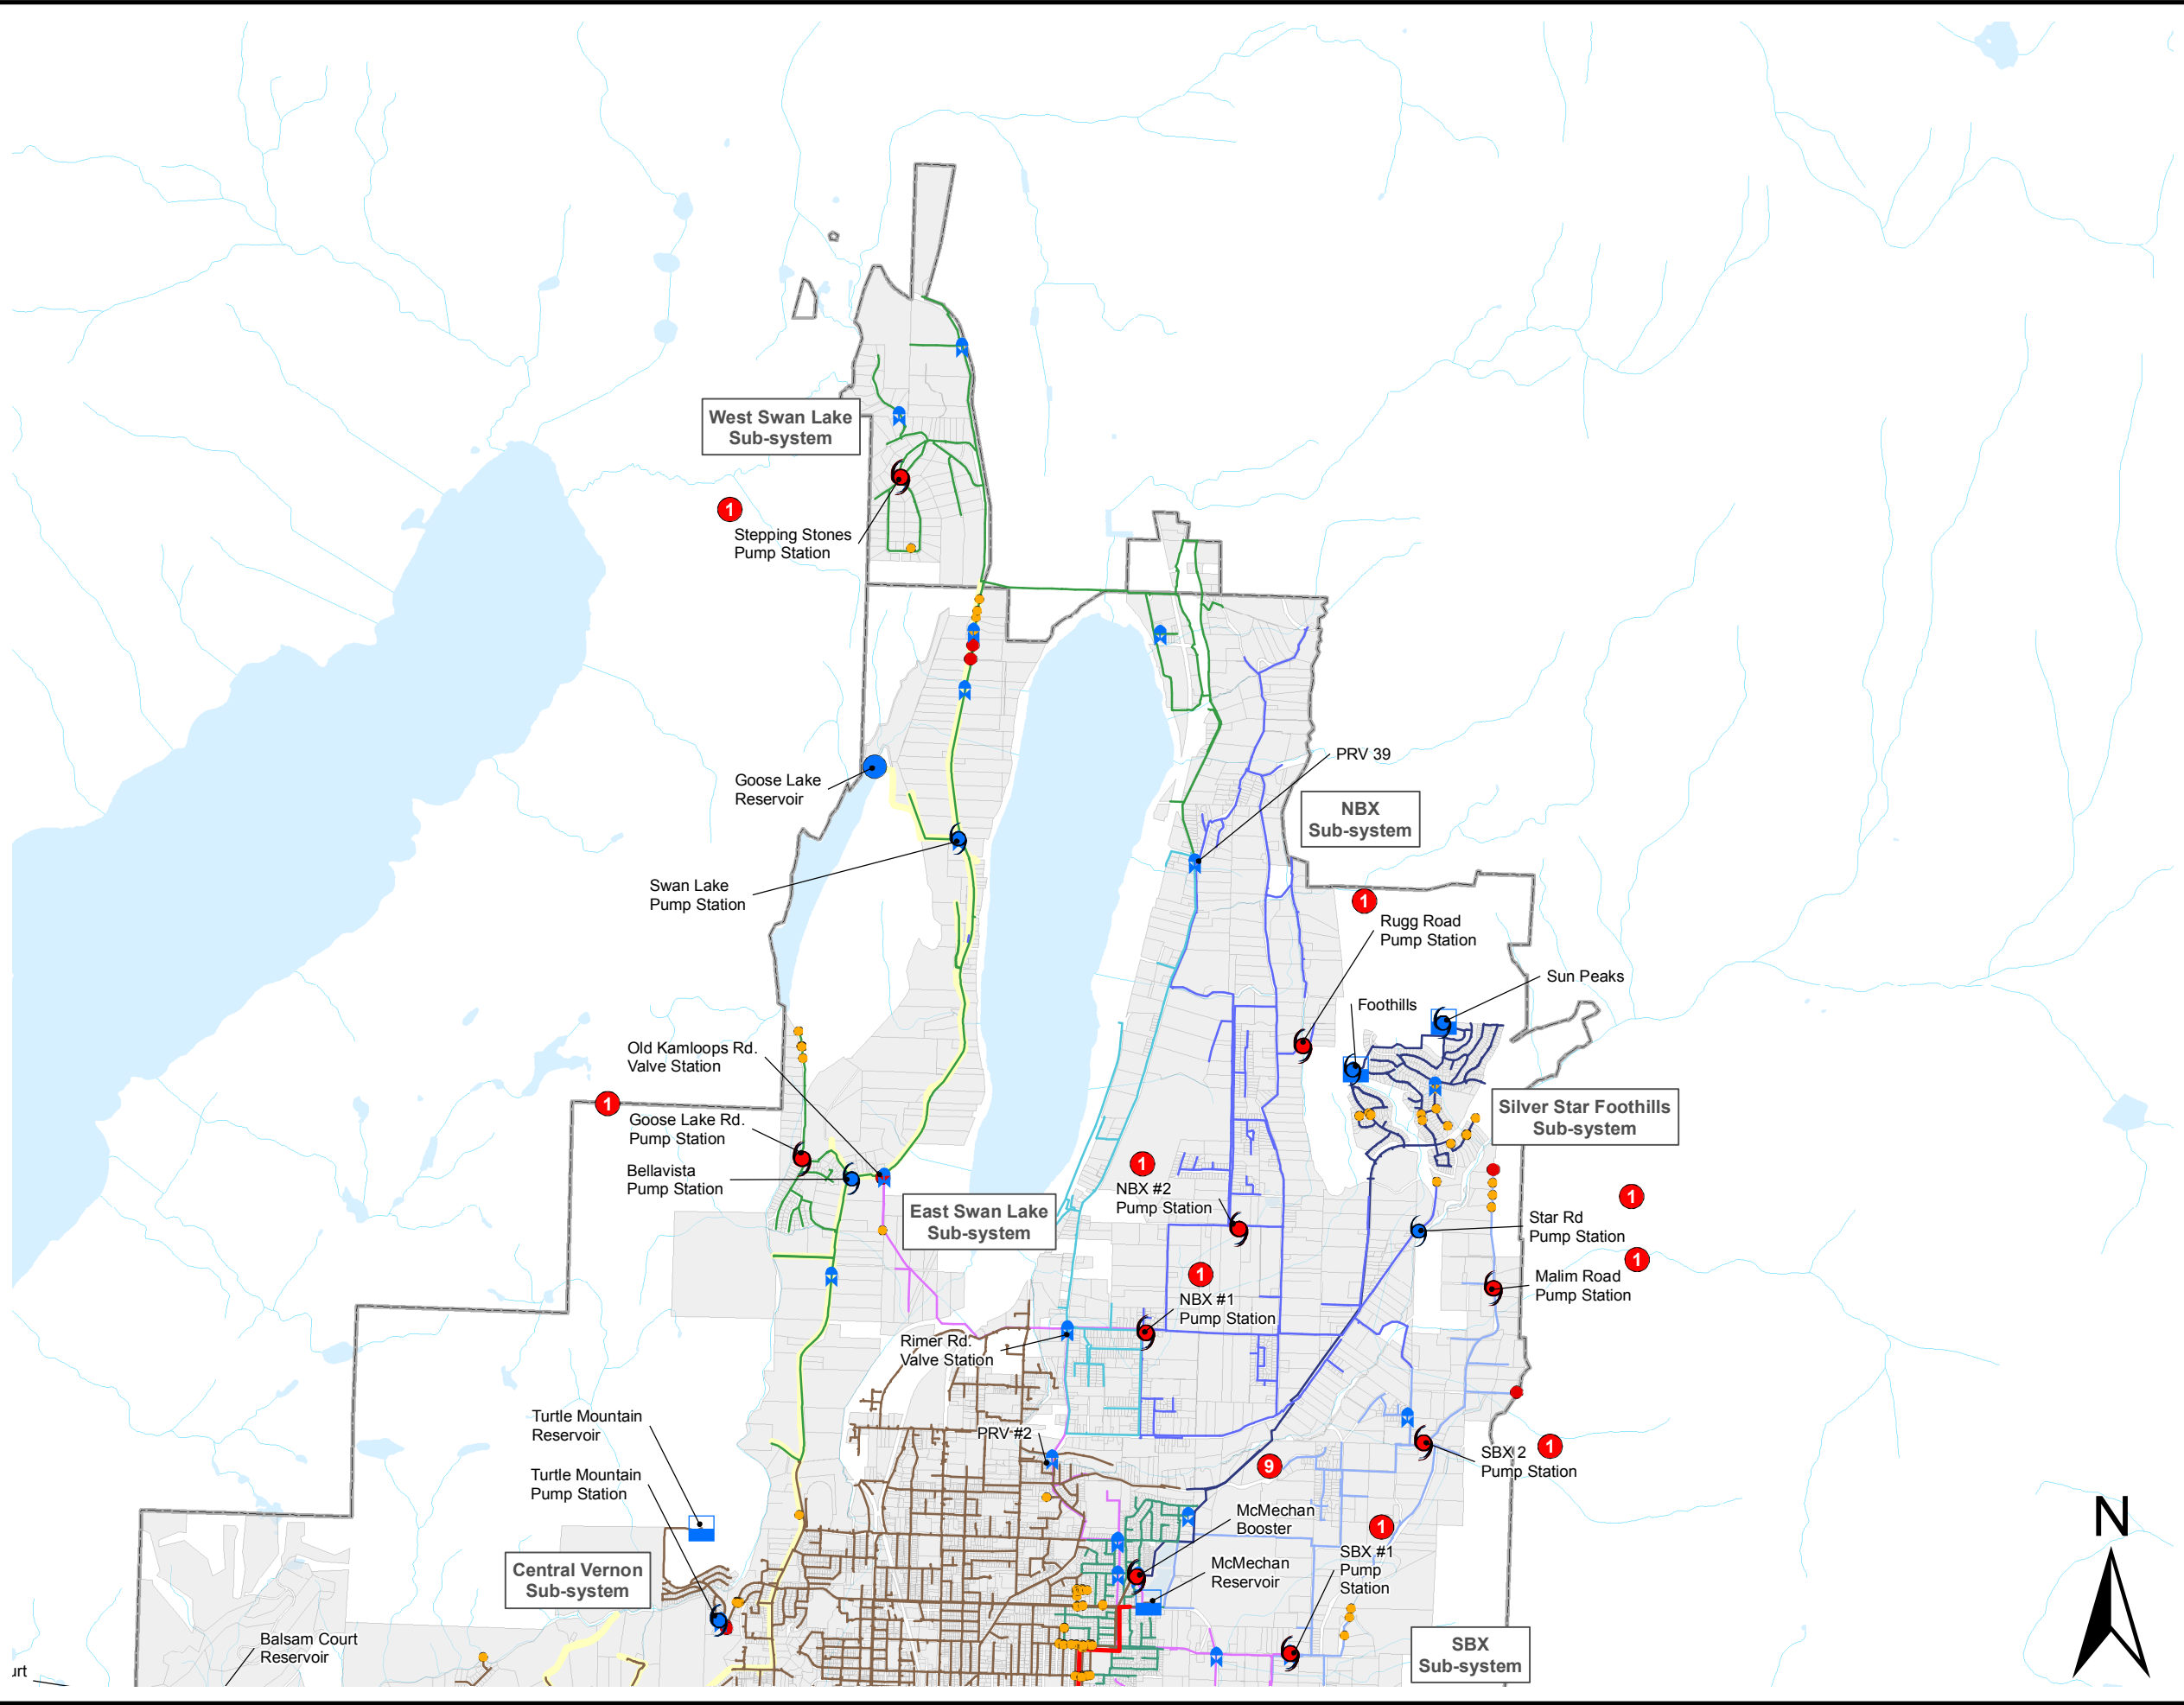 West Swan Lake
Sub-system
1
Stepping Stones
Pump Station
PRV 39
Goose Lake
Reservoir
NBX
Sub-system
Swan Lake
Pump Station
1
Rugg Road
Pump Station
Sun Peaks
Foothills
Old Kamloops Rd.
Valve Station
1
Goose Lake Rd.
Pump Station
Silver Star Foothills
Sub-system
Bellavista
Pump Station
1
NBX #2
Pump Station
1
East Swan Lake
Sub-system
Star Rd
Pump Station
1
1
Malim Road
Pump Station
NBX #1
Pump Station
Rimer Rd.
Valve Station
Turtle Mountain
Reservoir
PRV #2
1
SBX 2
Pump Station
9
Turtle Mountain
Pump Station
McMechan
Booster
1
SBX #1
Pump
Station
N
McMechan
Reservoir
Central Vernon
Sub-system
Balsam Court
Reservoir
SBX
Sub-system
urt